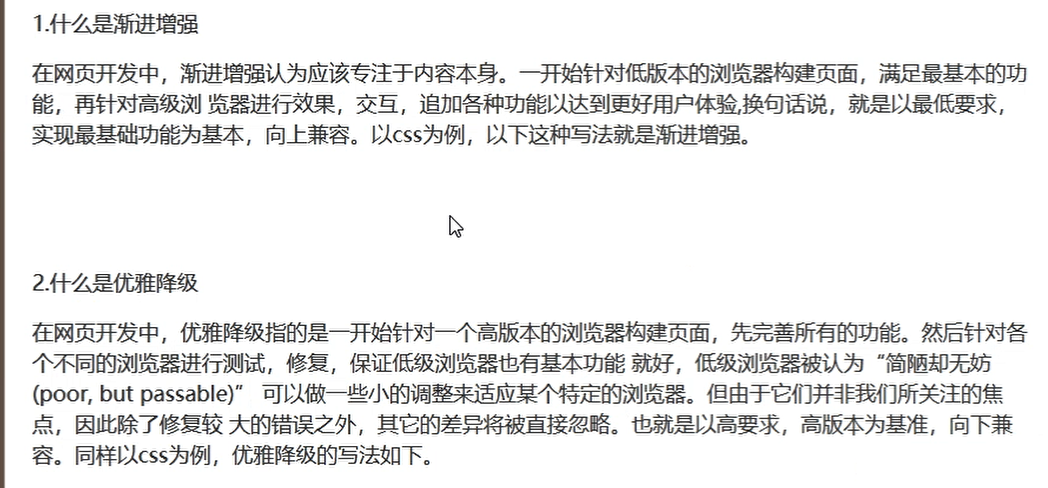 1.什么是渐进增强
在网页开发中，渐进增强认为应该专注于内容本身。一开始针对低版本的浏览器构建页面，满足最基本的功
能，再针对高级浏 览器进行效果，交互，追加各种功能以达到更好用户体验,换句话说，就是以最低要求，
实现最基础功能为基本，向上兼容。以css为例，以下这种写法就是渐进增强。
2.什么是优雅降级
在网页开发中，优雅降级指的是一开始针对一个高版本的浏览器构建页面，先完善所有的功能。然后针对各
个不同的浏览器进行测试，修复，保证低级浏览器也有基本功能 就好，低级浏览器被认为“简陋却无妨
(poor, but passable)” 可以做一些小的调整来适应某个特定的浏览器。但由于它们并非我们所关注的焦
点，因此除了修复较 大的错误之外，其它的差异将被直接忽略。也就是以高要求，高版本为基准，向下兼
容。同样以css为例，优雅降级的写法如下。